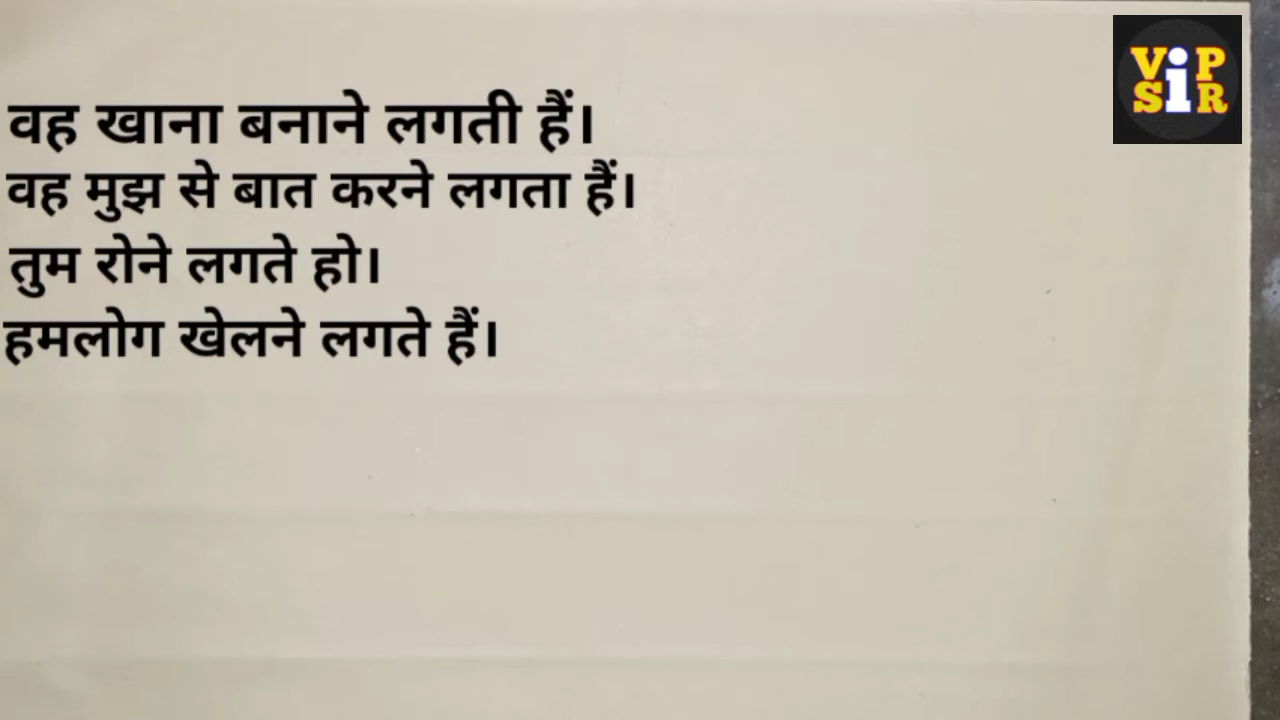 ViP
SiR
वह खाना बनाने लगती हैं।
वह मुझ से बात करने लगता हैं।
तुम रोने लगते हो।
हमलोग खेलने लगते हैं।